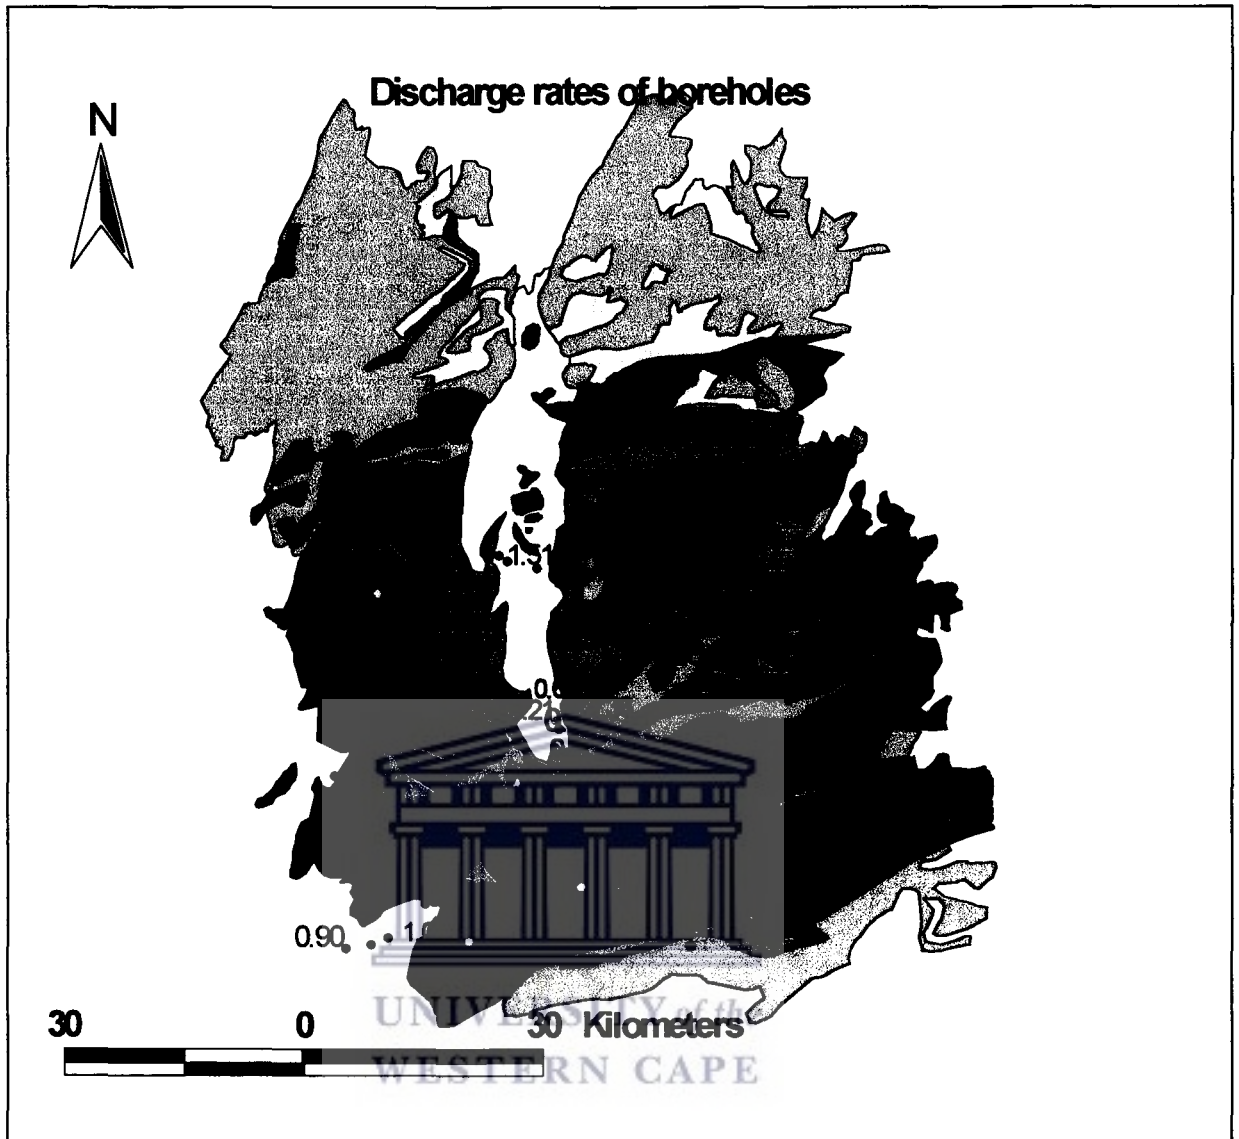 Discharge rates of boreholes
N
1.51
0.90
30 0 30 Kilometers
UNIVERSITY of the
WESTERN CAPE